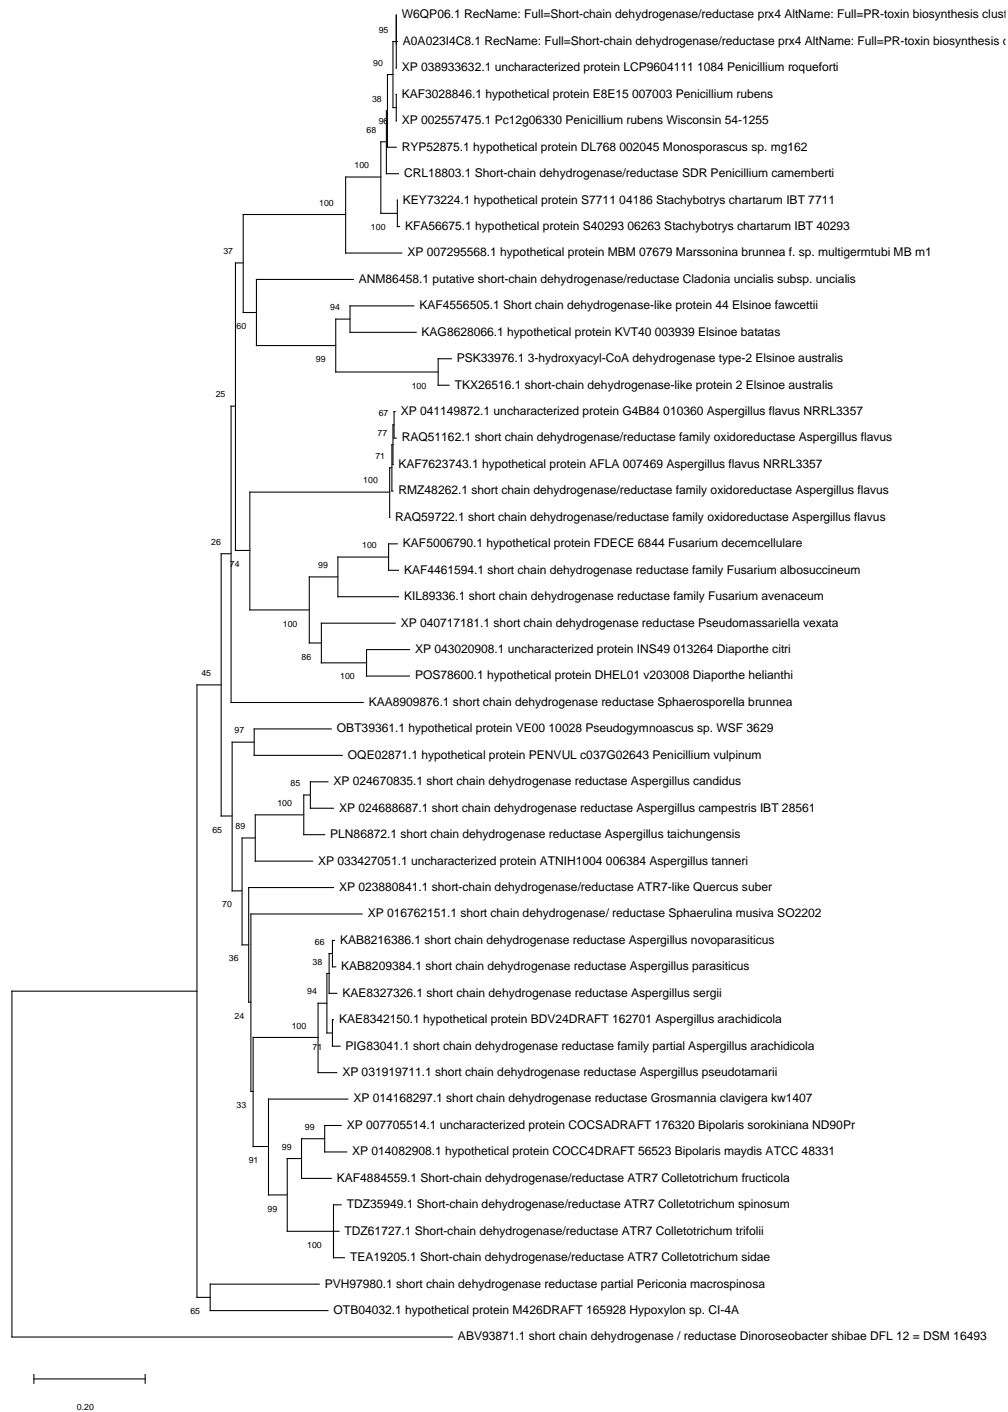 W6QP06.1 RecName: Full=Short-chain dehydrogenase/reductase prx4 AltName: Full=PR-toxin biosynthesis clust
95
A0A023I4C8.1 RecName: Full=Short-chain dehydrogenase/reductase prx4 AltName: Full=PR-toxin biosynthesis c
90
XP 038933632.1 uncharacterized protein LCP9604111 1084 Penicillium roqueforti
38
KAF3028846.1 hypothetical protein E8E15 007003 Penicillium rubens
96
XP 002557475.1 Pc12g06330 Penicillium rubens Wisconsin 54-1255
68
RYP52875.1 hypothetical protein DL768 002045 Monosporascus sp. mg162
100
CRL18803.1 Short-chain dehydrogenase/reductase SDR Penicillium camemberti
100
KEY73224.1 hypothetical protein S7711 04186 Stachybotrys chartarum IBT 7711
100
KFA56675.1 hypothetical protein S40293 06263 Stachybotrys chartarum IBT 40293
37
XP 007295568.1 hypothetical protein MBM 07679 Marssonina brunnea f. sp. multigermtubi MB m1
ANM86458.1 putative short-chain dehydrogenase/reductase Cladonia uncialis subsp. uncialis
94
KAF4556505.1 Short chain dehydrogenase-like protein 44 Elsinoe fawcettii
60
KAG8628066.1 hypothetical protein KVT40 003939 Elsinoe batatas
99
PSK33976.1 3-hydroxyacyl-CoA dehydrogenase type-2 Elsinoe australis
100
TKX26516.1 short-chain dehydrogenase-like protein 2 Elsinoe australis
25
67
XP 041149872.1 uncharacterized protein G4B84 010360 Aspergillus flavus NRRL3357
77
RAQ51162.1 short chain dehydrogenase/reductase family oxidoreductase Aspergillus flavus
71
KAF7623743.1 hypothetical protein AFLA 007469 Aspergillus flavus NRRL3357
100
RMZ48262.1 short chain dehydrogenase/reductase family oxidoreductase Aspergillus flavus
RAQ59722.1 short chain dehydrogenase/reductase family oxidoreductase Aspergillus flavus
26
100
KAF5006790.1 hypothetical protein FDECE 6844 Fusarium decemcellulare
74
99
KAF4461594.1 short chain dehydrogenase reductase family Fusarium albosuccineum
KIL89336.1 short chain dehydrogenase reductase family Fusarium avenaceum
100
XP 040717181.1 short chain dehydrogenase reductase Pseudomassariella vexata
86
XP 043020908.1 uncharacterized protein INS49 013264 Diaporthe citri
45
100
POS78600.1 hypothetical protein DHEL01 v203008 Diaporthe helianthi
KAA8909876.1 short chain dehydrogenase reductase Sphaerosporella brunnea
97
OBT39361.1 hypothetical protein VE00 10028 Pseudogymnoascus sp. WSF 3629
OQE02871.1 hypothetical protein PENVUL c037G02643 Penicillium vulpinum
85
XP 024670835.1 short chain dehydrogenase reductase Aspergillus candidus
100
XP 024688687.1 short chain dehydrogenase reductase Aspergillus campestris IBT 28561
65
89
PLN86872.1 short chain dehydrogenase reductase Aspergillus taichungensis
XP 033427051.1 uncharacterized protein ATNIH1004 006384 Aspergillus tanneri
XP 023880841.1 short-chain dehydrogenase/reductase ATR7-like Quercus suber
70
XP 016762151.1 short chain dehydrogenase/ reductase Sphaerulina musiva SO2202
66
KAB8216386.1 short chain dehydrogenase reductase Aspergillus novoparasiticus
36
38
KAB8209384.1 short chain dehydrogenase reductase Aspergillus parasiticus
94
KAE8327326.1 short chain dehydrogenase reductase Aspergillus sergii
24
100
KAE8342150.1 hypothetical protein BDV24DRAFT 162701 Aspergillus arachidicola
71
PIG83041.1 short chain dehydrogenase reductase family partial Aspergillus arachidicola
XP 031919711.1 short chain dehydrogenase reductase Aspergillus pseudotamarii
33
XP 014168297.1 short chain dehydrogenase reductase Grosmannia clavigera kw1407
99
XP 007705514.1 uncharacterized protein COCSADRAFT 176320 Bipolaris sorokiniana ND90Pr
91
99
XP 014082908.1 hypothetical protein COCC4DRAFT 56523 Bipolaris maydis ATCC 48331
KAF4884559.1 Short-chain dehydrogenase/reductase ATR7 Colletotrichum fructicola
99
TDZ35949.1 Short-chain dehydrogenase/reductase ATR7 Colletotrichum spinosum
TDZ61727.1 Short-chain dehydrogenase/reductase ATR7 Colletotrichum trifolii
100
TEA19205.1 Short-chain dehydrogenase/reductase ATR7 Colletotrichum sidae
PVH97980.1 short chain dehydrogenase reductase partial Periconia macrospinosa
65
OTB04032.1 hypothetical protein M426DRAFT 165928 Hypoxylon sp. CI-4A
ABV93871.1 short chain dehydrogenase / reductase Dinoroseobacter shibae DFL 12 = DSM 16493
0.20